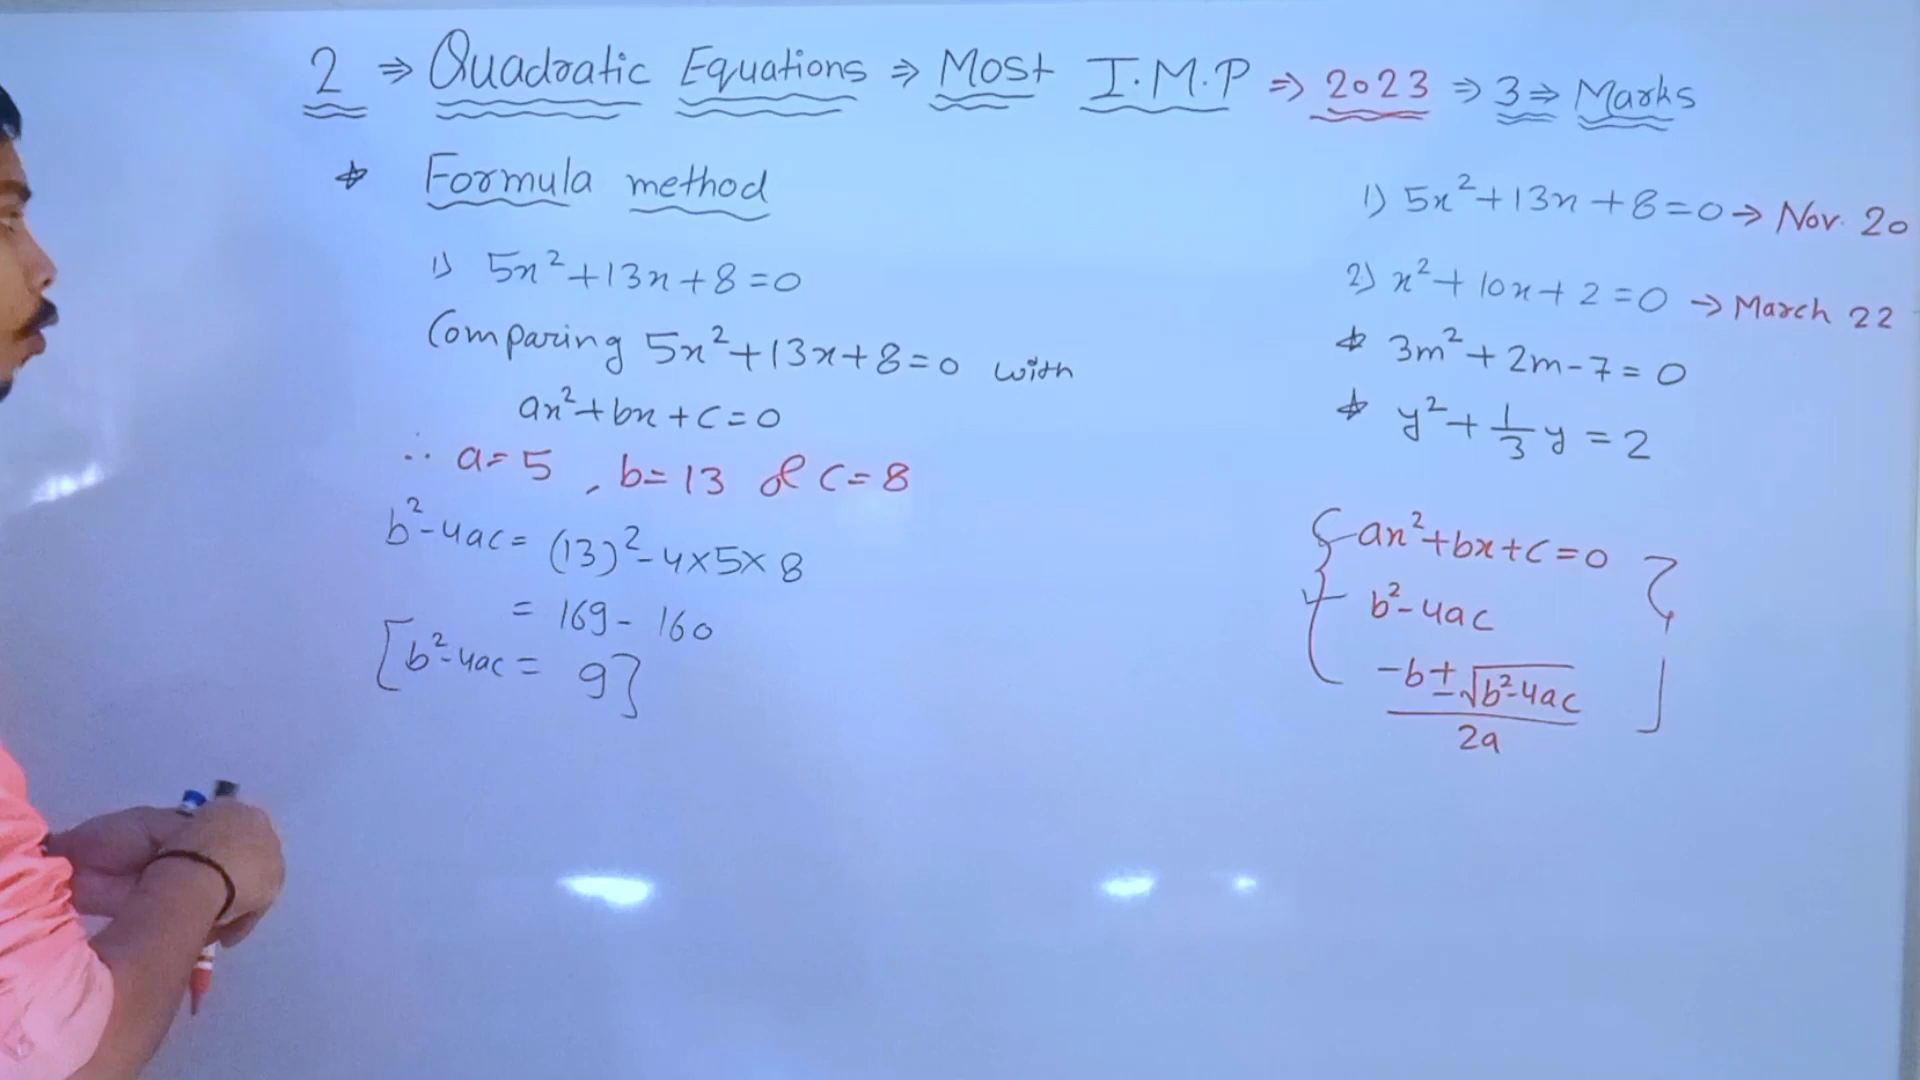 2 ⇒ Quadratic Equations ⇒ Most I.M.P ⇒ 2023 ⇒ 3 ⇒ Marks
* Formula method
1) 5x²+13x+8=0
Comparing 5x²+13x+8=0 with
ax²+bx+c=0
∴ a=5, b=13 & c=8
b²-4ac= (13)²-4×5×8
= 169- 160
[b²-4ac= 9]
1) 5x²+13x+8=0→ Nov. 20
2) x²+10x+2=0 → March 22
* 3m²+2m-7=0
* y²+1/3 y=2
{ax²+bx+c=0}
b²-4ac
-b±√b²-4ac
2a